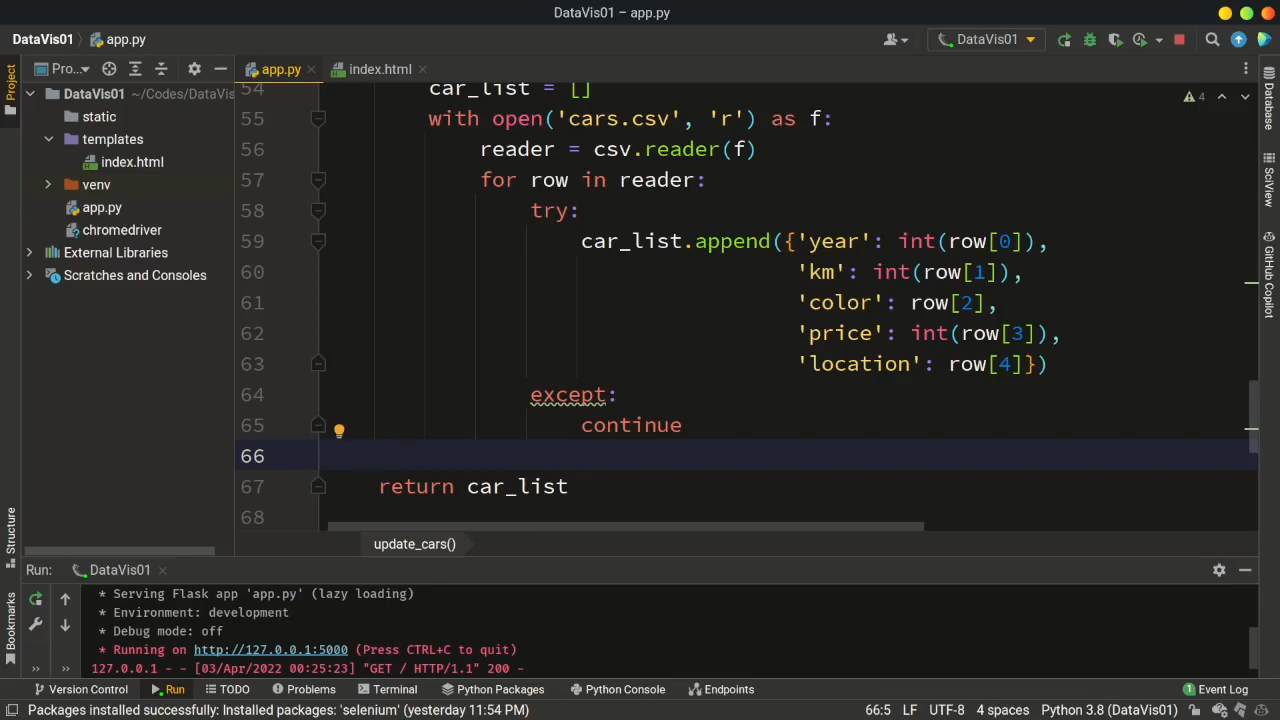 DataVis01 – app.py
DataVis01 〉 app.py
DataVis01
Project
Pro...
app.py
index.html
DataVis01 ~/Codes/DataVis
static
templates
index.html
venv
app.py
chromedriver
External Libraries
Scratches and Consoles
4
54 car_list = []
55 with open('cars.csv', 'r') as f:
56 reader = csv.reader(f)
57 for row in reader:
58 try:
59 car_list.append({'year': int(row[0]),
60 'km': int(row[1]),
61 'color': row[2],
62 'price': int(row[3]),
63 'location': row[4]})
64 except:
65 continue
66
67 return car_list
68
update_cars()
Database
SciView
GitHub Copilot
Structure
Bookmarks
Run: DataVis01
* Serving Flask app 'app.py' (lazy loading)
* Environment: development
* Debug mode: off
* Running on http://127.0.0.1:5000 (Press CTRL+C to quit)
127.0.0.1 - - [03/Apr/2022 00:25:23] "GET / HTTP/1.1" 200 -
Version Control
Run
TODO
Problems
Terminal
Python Packages
Python Console
Endpoints
1 Event Log
Packages installed successfully: Installed packages: 'selenium' (yesterday 11:54 PM)
66:5 LF UTF-8 4 spaces Python 3.8 (DataVis01)